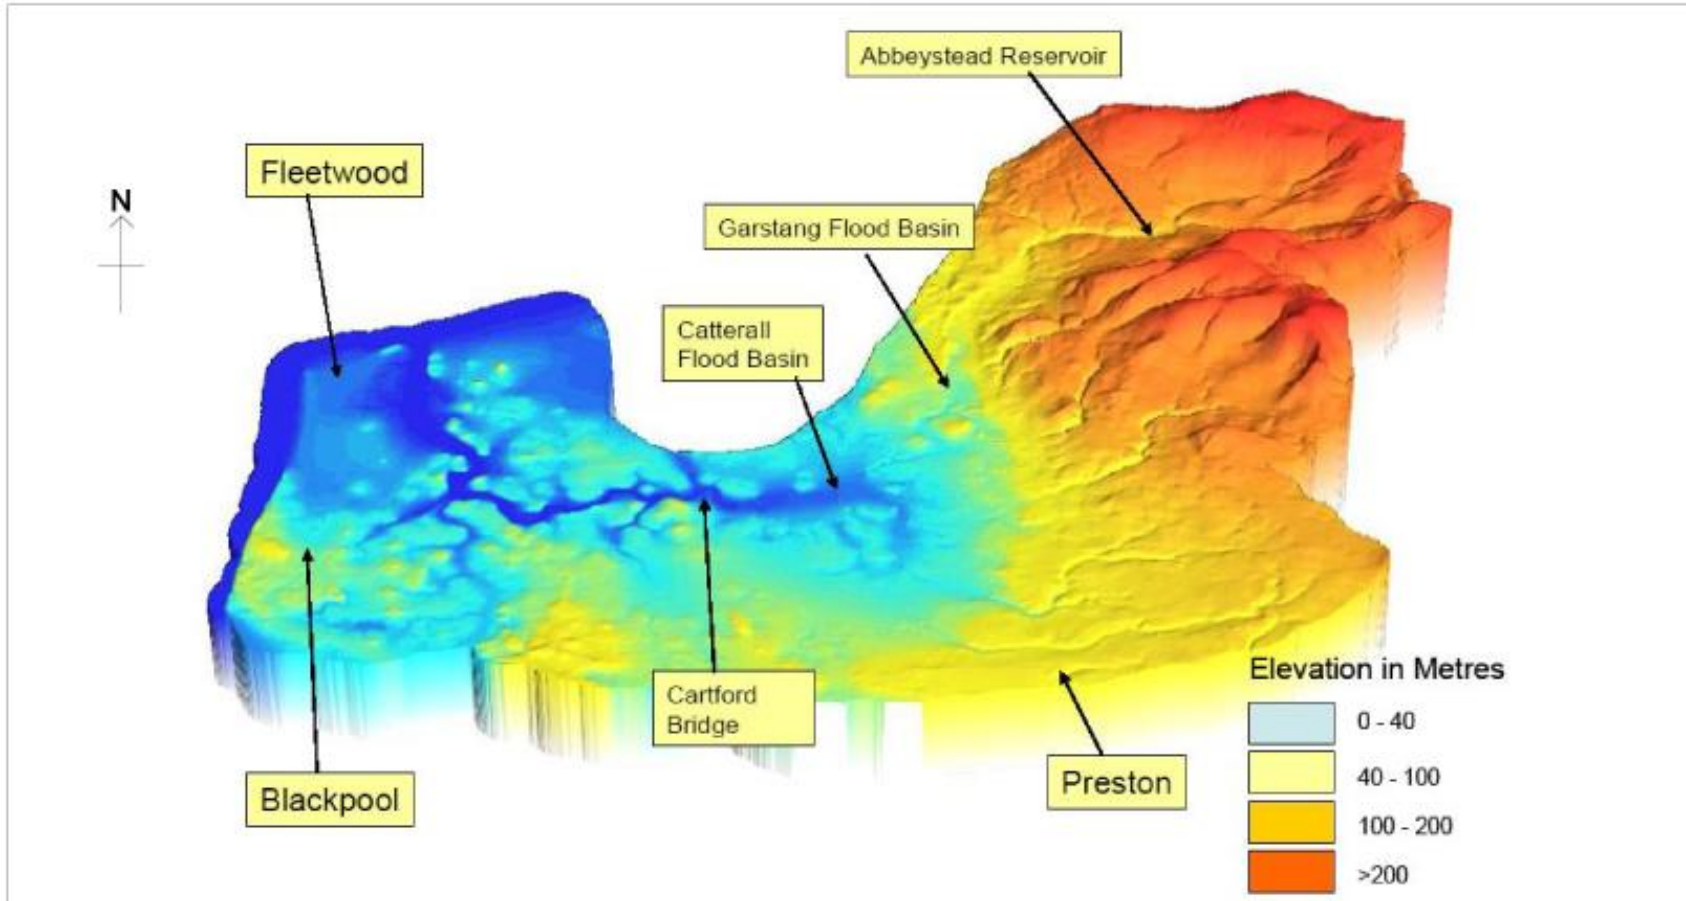 Abbeystead Reservoir
Fleetwood
N
Garstang Flood Basin
Catterall
Flood Basin
Cartford
Bridge
Blackpool
Preston
Elevation in Metres
0 - 40
40 - 100
100 - 200
>200